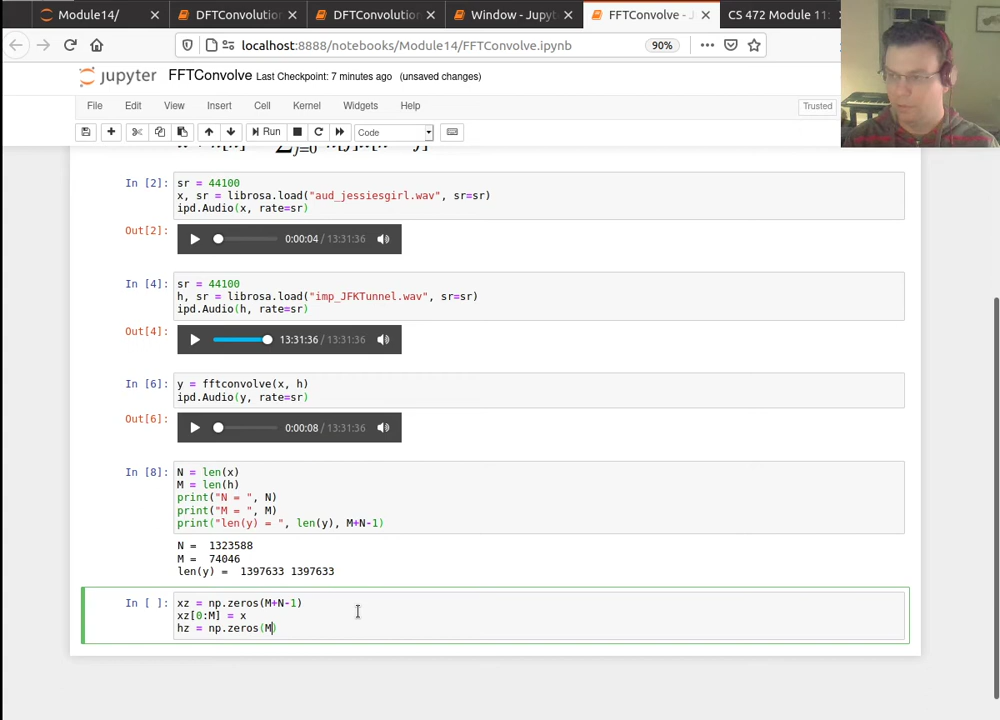 Module14/
DFTConvolution
DFTConvolution
Window - Jupyt
FFTConvolve -
CS 472 Module 11:
localhost:8888/notebooks/Module14/FFTConvolve.ipynb
90%
jupyter FFTConvolve Last Checkpoint: 7 minutes ago (unsaved changes)
File Edit View Insert Cell Kernel Widgets Help
Trusted
Run
Code
In [2]: sr = 44100
x, sr = librosa.load("aud_jessiesgirl.wav", sr=sr)
ipd.Audio(x, rate=sr)
Out[2]: 0:00:04 / 13:31:36
In [4]: sr = 44100
h, sr = librosa.load("imp_JFKTunnel.wav", sr=sr)
ipd.Audio(h, rate=sr)
Out[4]: 13:31:36 / 13:31:36
In [6]: y = fftconvolve(x, h)
ipd.Audio(y, rate=sr)
Out[6]: 0:00:08 / 13:31:36
In [8]: N = len(x)
M = len(h)
print("N = ", N)
print("M = ", M)
print("len(y) = ", len(y), M+N-1)
N =  1323588
M =  74046
len(y) =  1397633 1397633
In [ ]: xz = np.zeros(M+N-1)
xz[0:M] = x
hz = np.zeros(M)